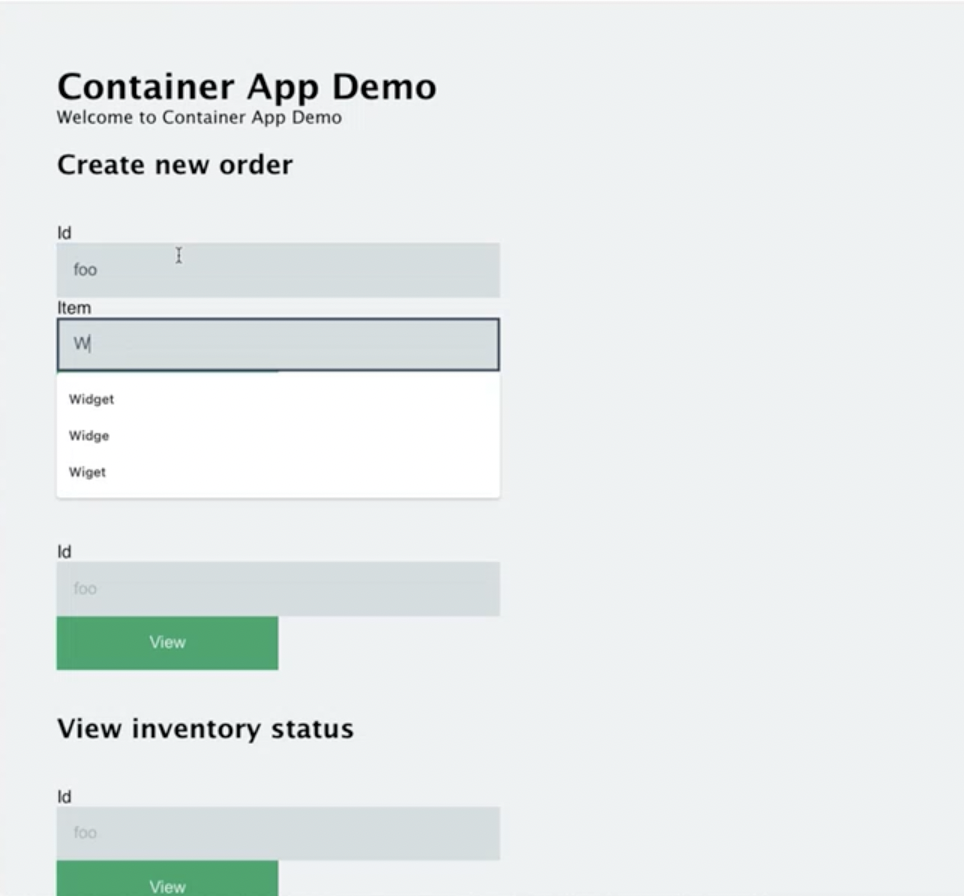 Container App Demo
Welcome to Container App Demo
Create new order
Id
foo
Item
W
Widget
Widge
Wiget
Id
foo
View
View inventory status
Id
foo
View